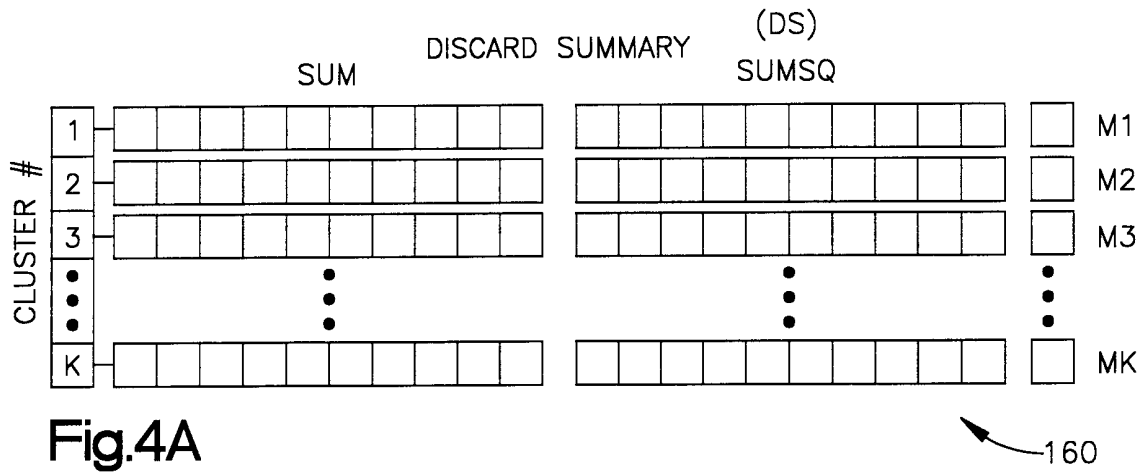 DISCARD SUMMARY (DS)
SUM SUMSQ
CLUSTER #
1 M1
2 M2
3 M3
K MK
Fig.4A
160